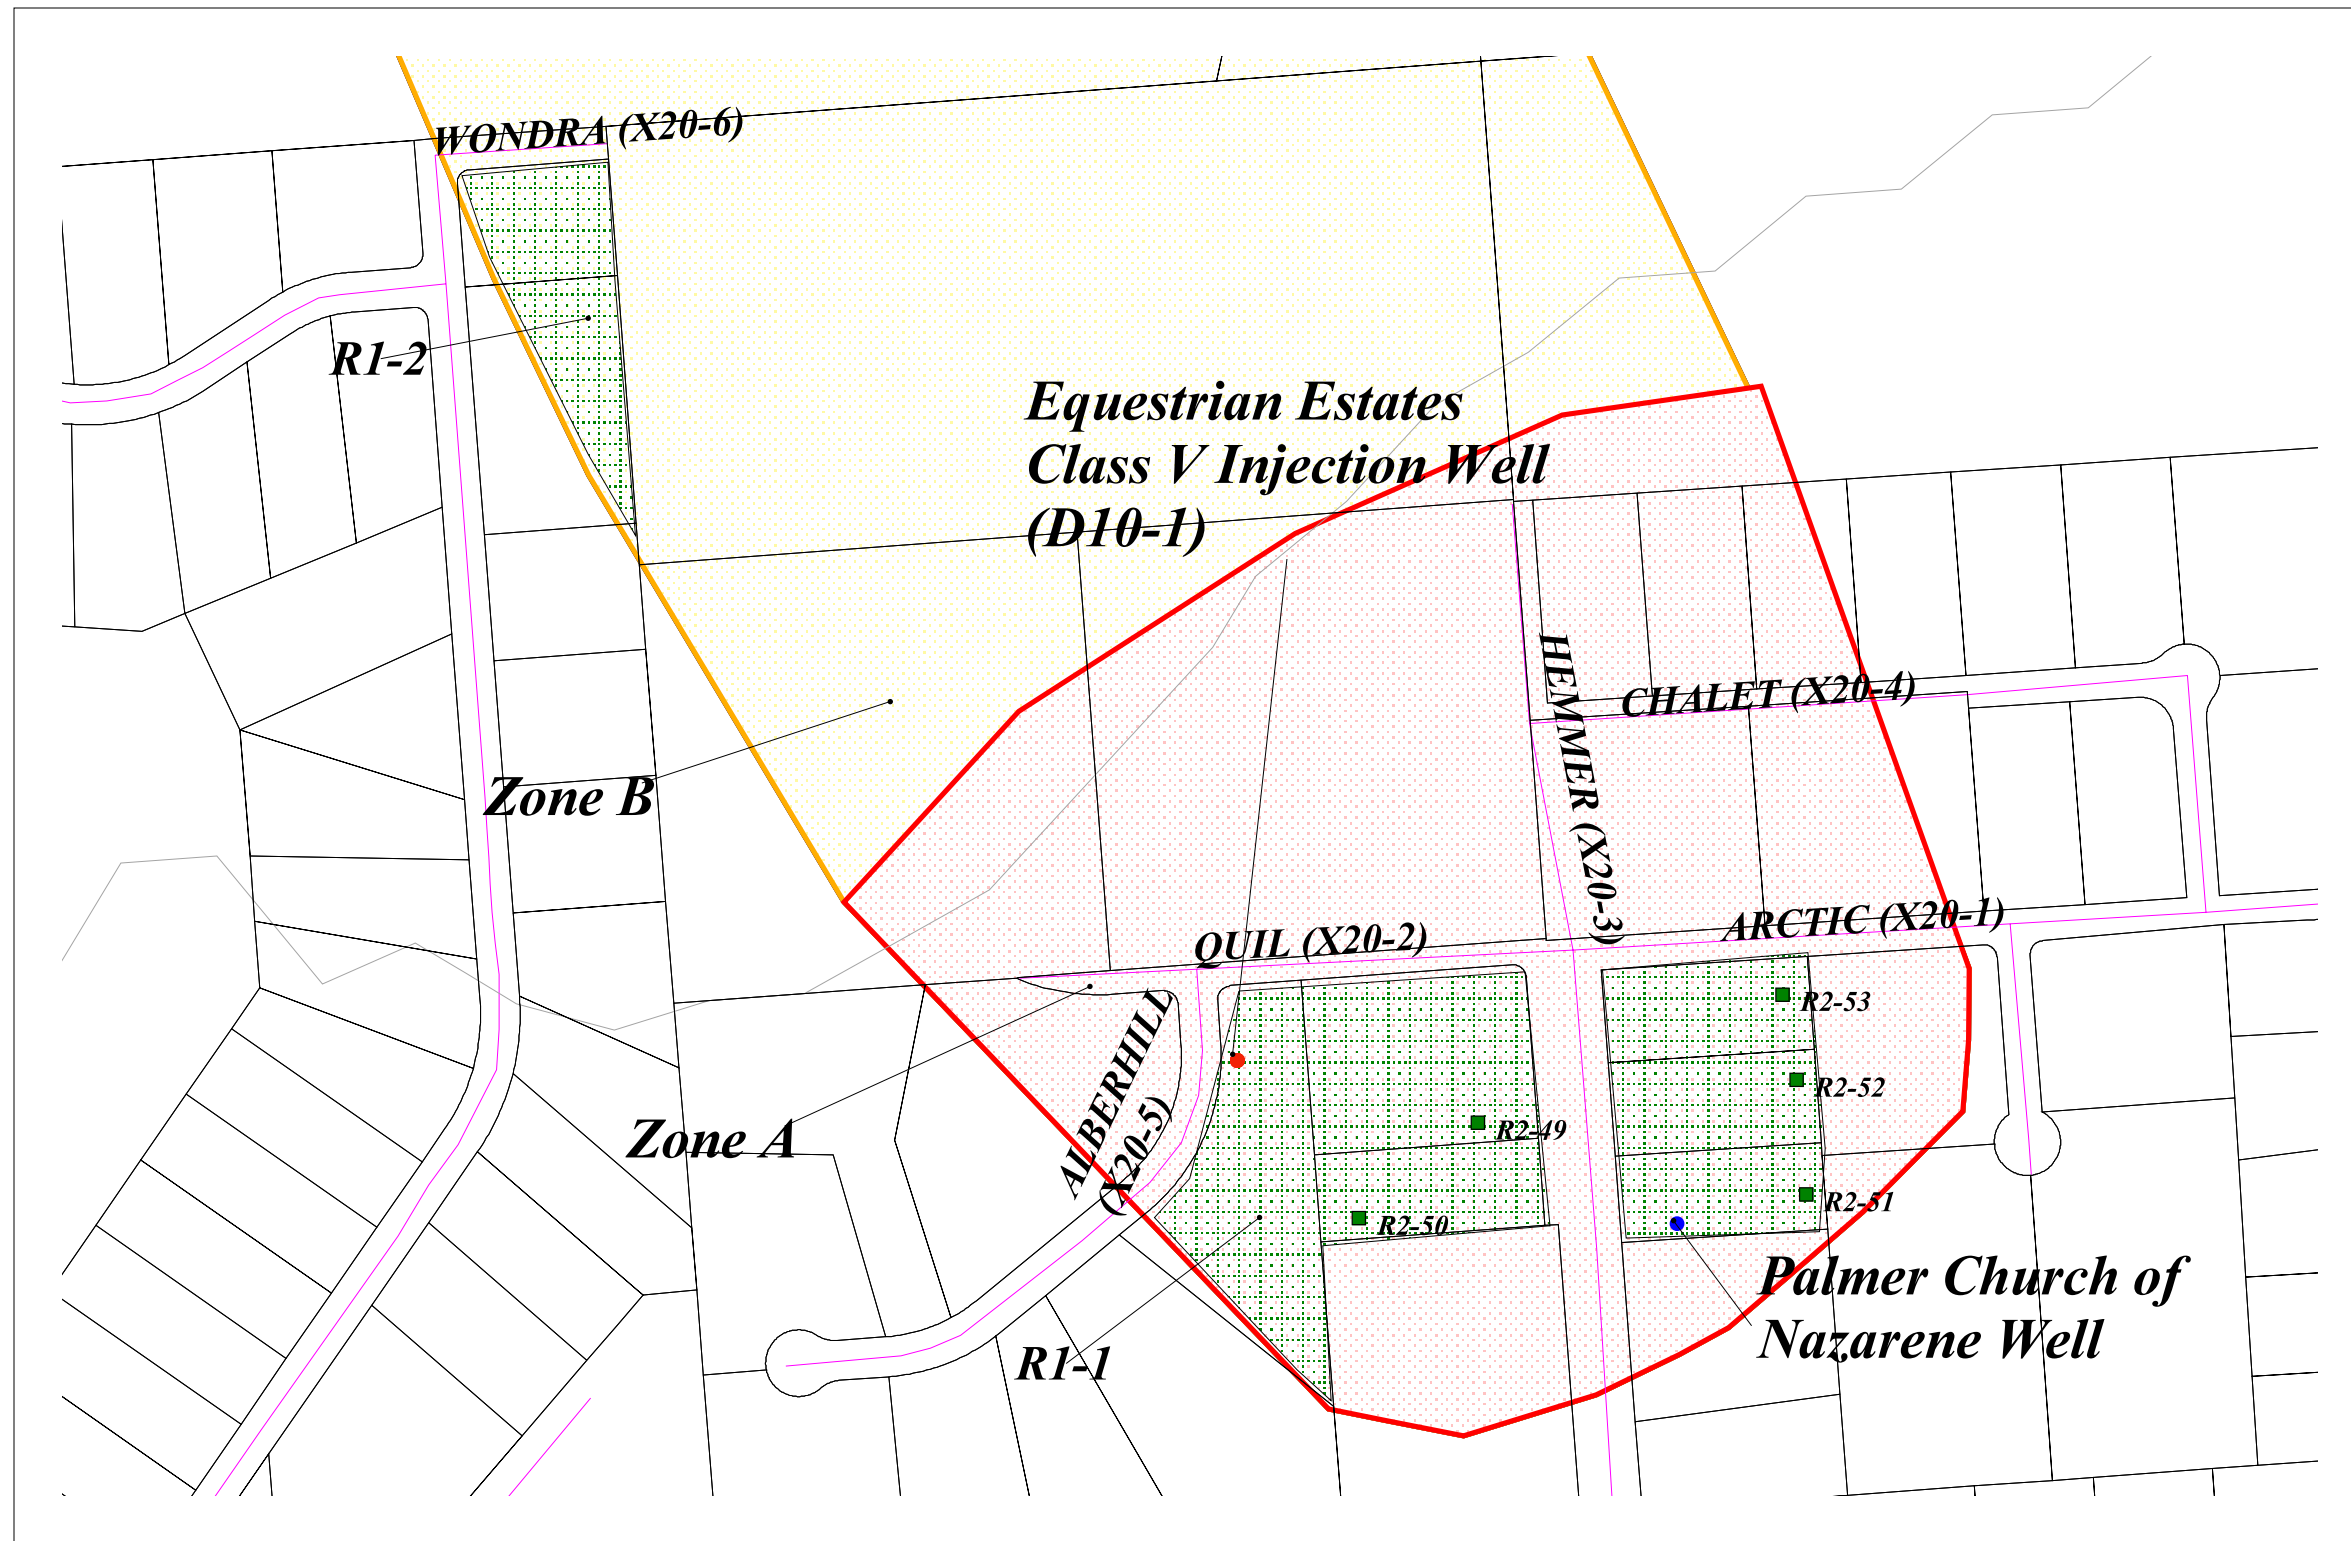 WONDRA (X20-6)
R1-2
Equestrian Estates
Class V Injection Well
(D10-1)
HEMMER (X20-3)
CHALET (X20-4)
Zone B
QUIL (X20-2)
ARCTIC (X20-1)
ALBERHILL
(X20-5)
R2-53
R2-52
Zone A
R2-49
R2-51
R2-50
Palmer Church of
Nazarene Well
R1-1